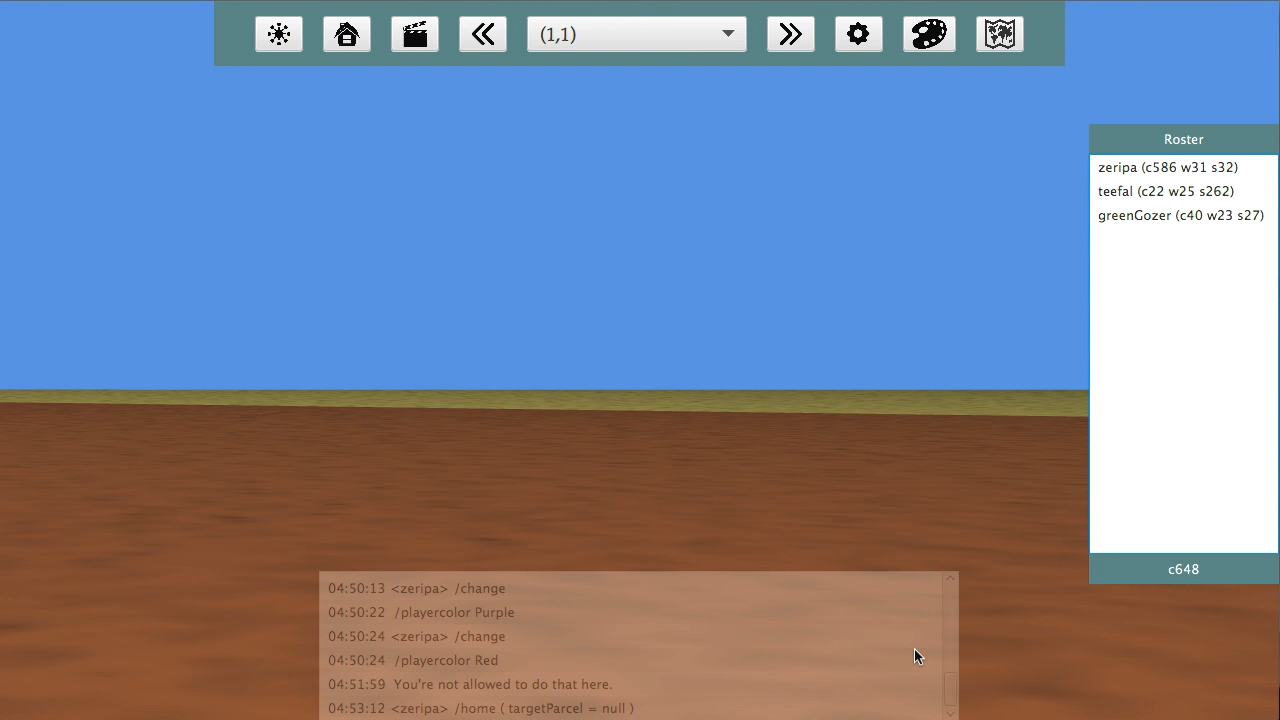 (1,1)
Roster
zeripa (c586 w31 s32)
teefal (c22 w25 s262)
greenGozer (c40 w23 s27)
c648
04:50:13 <zeripa> /change
04:50:22 /playercolor Purple
04:50:24 <zeripa> /change
04:50:24 /playercolor Red
04:51:59 You're not allowed to do that here.
04:53:12 <zeripa> /home ( targetParcel = null )